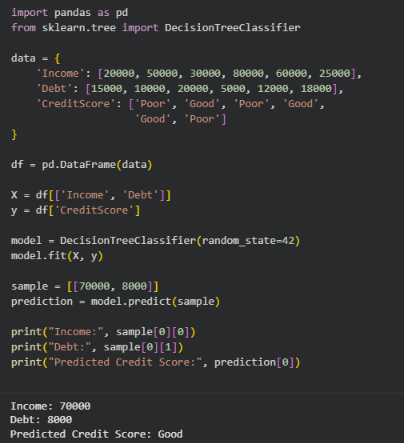 import pandas as pd
from sklearn.tree import DecisionTreeClassifier
data = {
    'Income': [20000, 50000, 30000, 80000, 60000, 25000],
    'Debt': [15000, 10000, 20000, 5000, 12000, 18000],
    'CreditScore': ['Poor', 'Good', 'Poor', 'Good',
                    'Good', 'Poor']
}
df = pd.DataFrame(data)
X = df[['Income', 'Debt']]
y = df['CreditScore']
model = DecisionTreeClassifier(random_state=42)
model.fit(X, y)
sample = [[70000, 8000]]
prediction = model.predict(sample)
print("Income:", sample[0][0])
print("Debt:", sample[0][1])
print("Predicted Credit Score:", prediction[0])
Income: 70000
Debt: 8000
Predicted Credit Score: Good